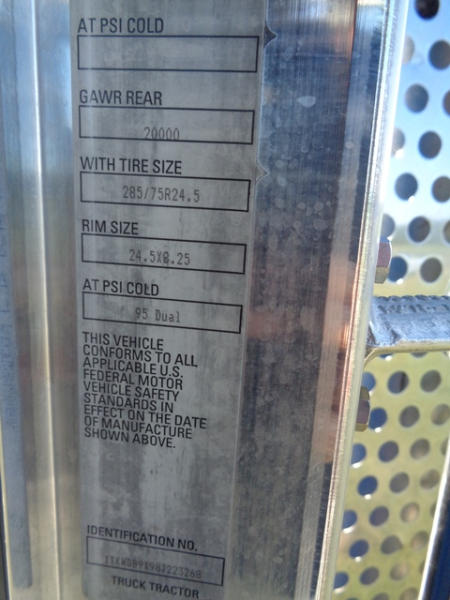 AT PSI COLD
GAWR REAR
20000
WITH TIRE SIZE
285/75R24.5
RIM SIZE
24.5X8.25
AT PSI COLD
95 Dual
THIS VEHICLE
CONFORMS TO ALL
APPLICABLE U.S.
FEDERAL MOTOR
VEHICLE SAFETY
STANDARDS IN
EFFECT ON THE DATE
OF MANUFACTURE
SHOWN ABOVE.
IDENTIFICATION NO.
TRUCK TRACTOR